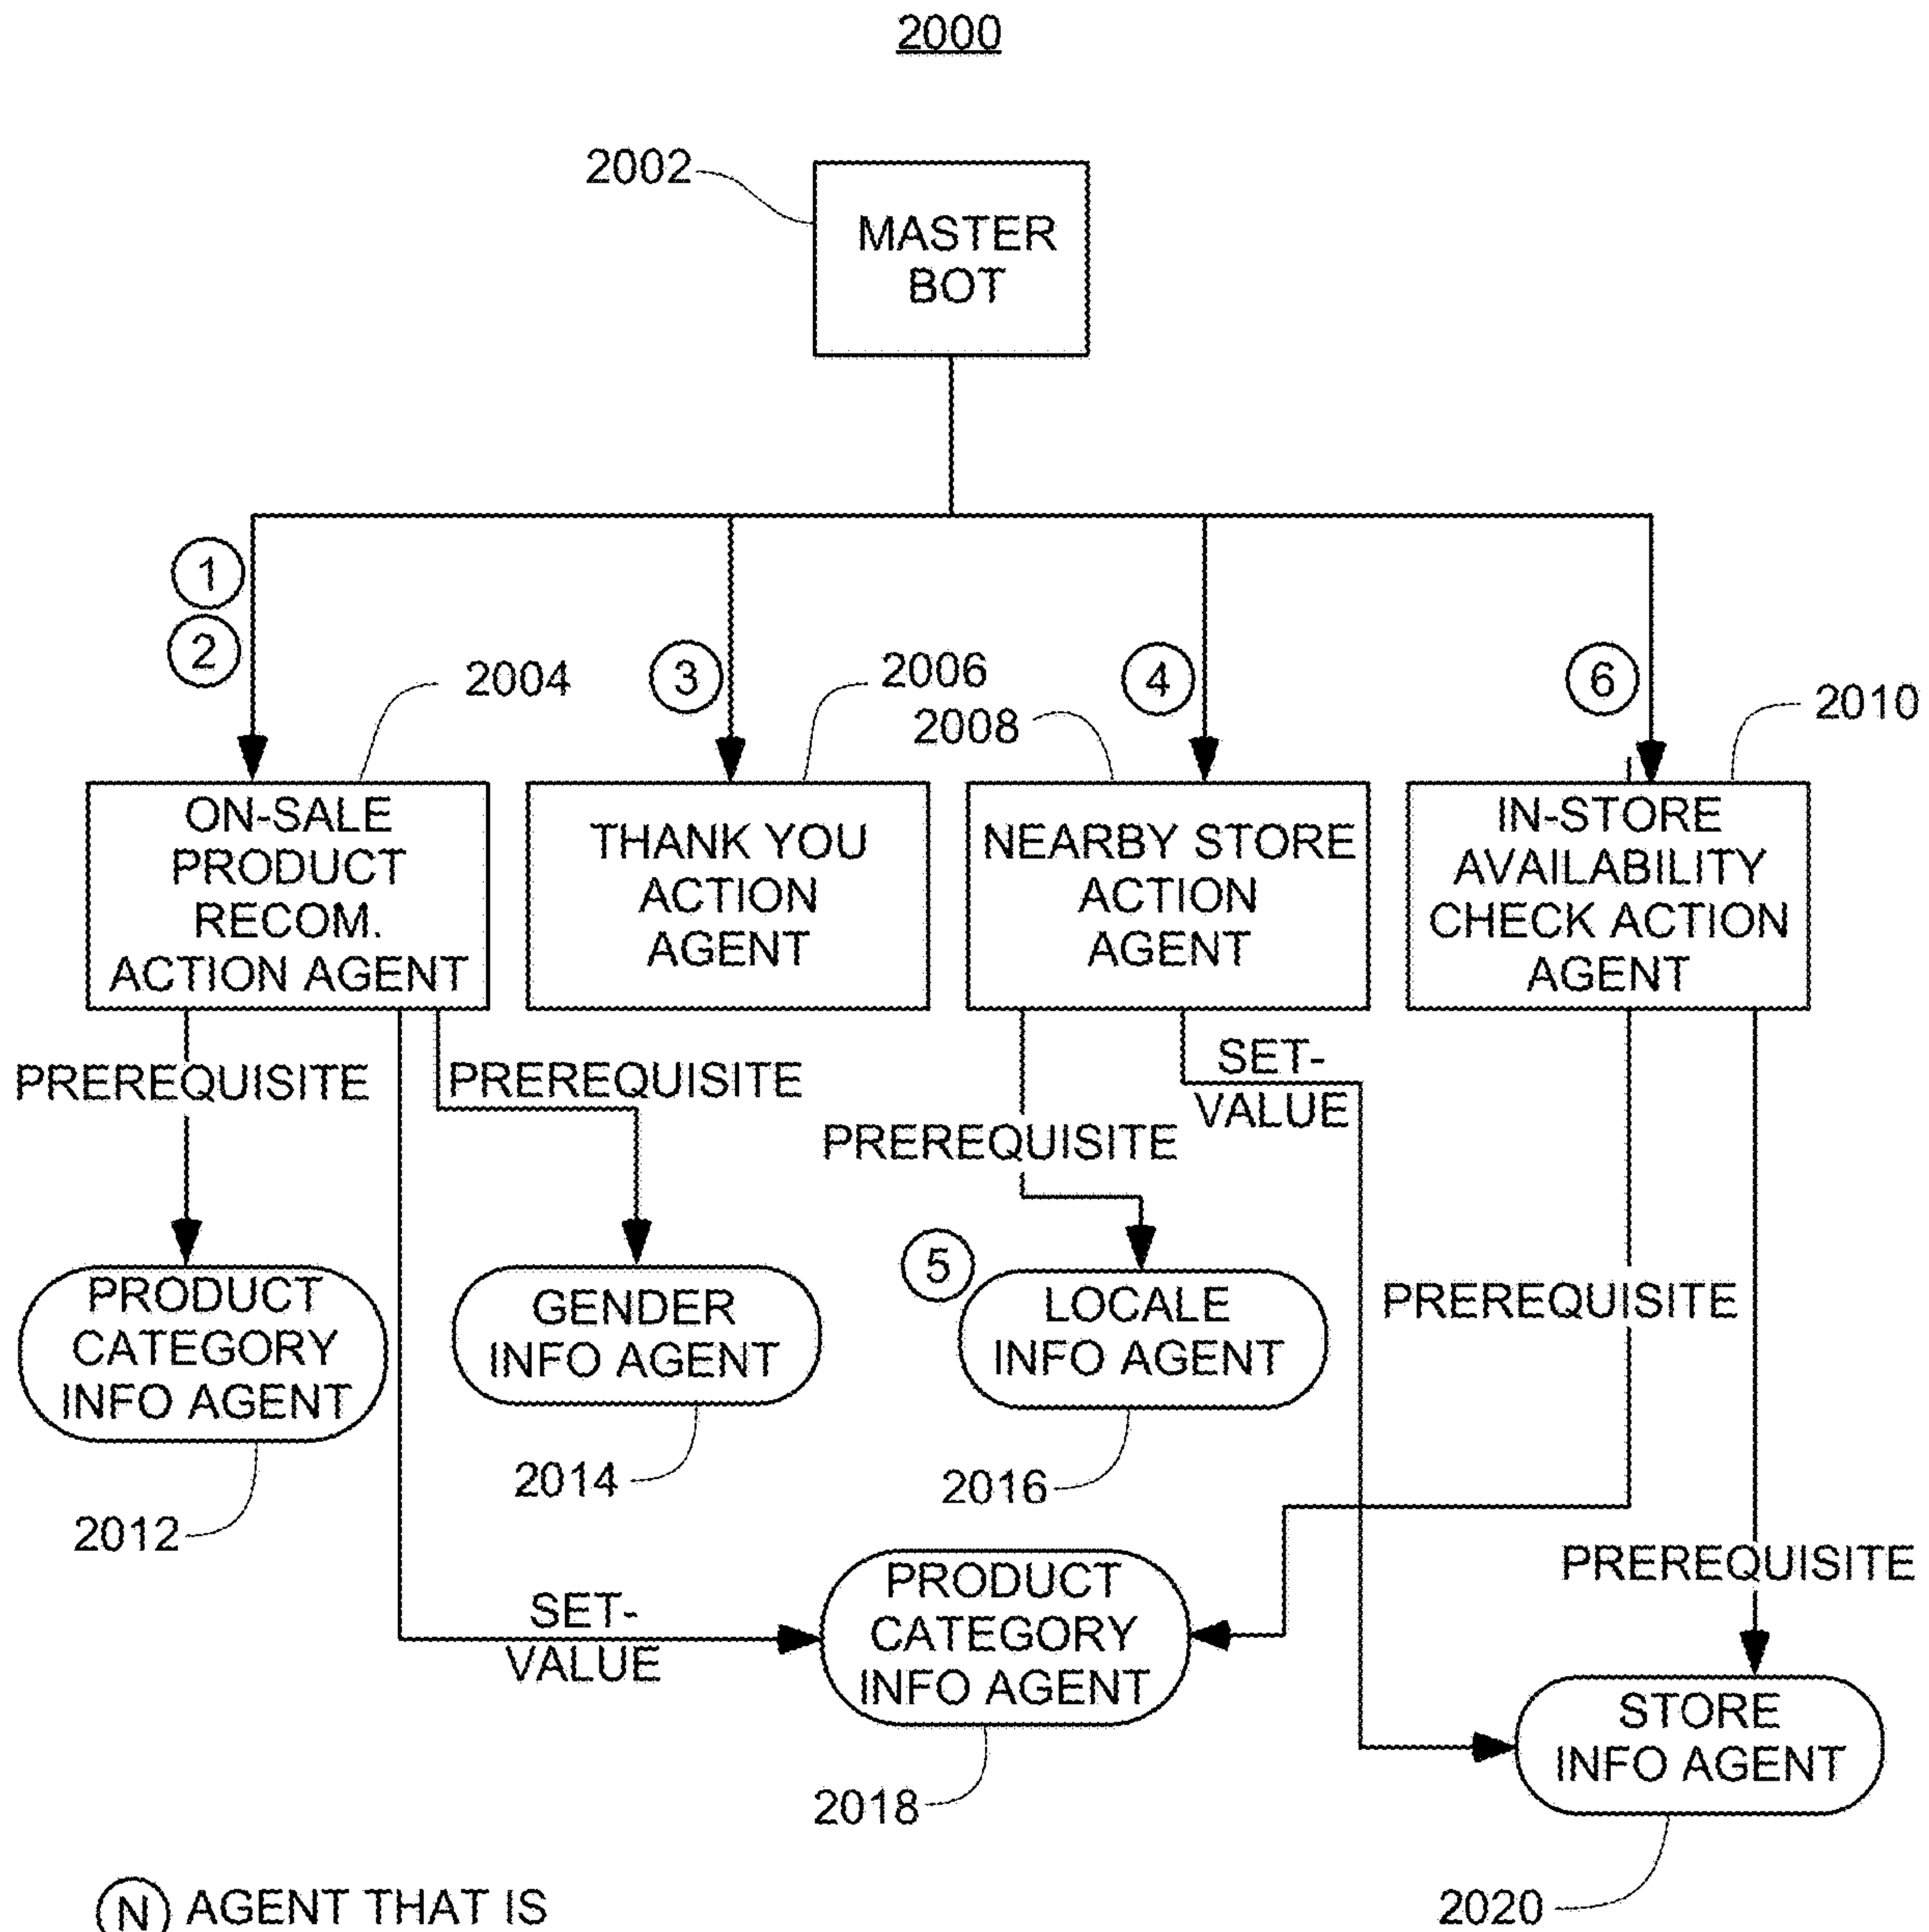 2000
2002
MASTER
BOT
1
2
3
4
6
2004
2006
2008
2010
ON-SALE
PRODUCT
RECOM.
ACTION AGENT
THANK YOU
ACTION
AGENT
NEARBY STORE
ACTION
AGENT
IN-STORE
AVAILABILITY
CHECK ACTION
AGENT
PREREQUISITE
PREREQUISITE
PREREQUISITE
SET-
VALUE
5
PRODUCT
CATEGORY
INFO AGENT
GENDER
INFO AGENT
LOCALE
INFO AGENT
PREREQUISITE
2012
2014
2016
SET-
VALUE
PRODUCT
CATEGORY
INFO AGENT
PREREQUISITE
STORE
INFO AGENT
2018
2020
N AGENT THAT IS